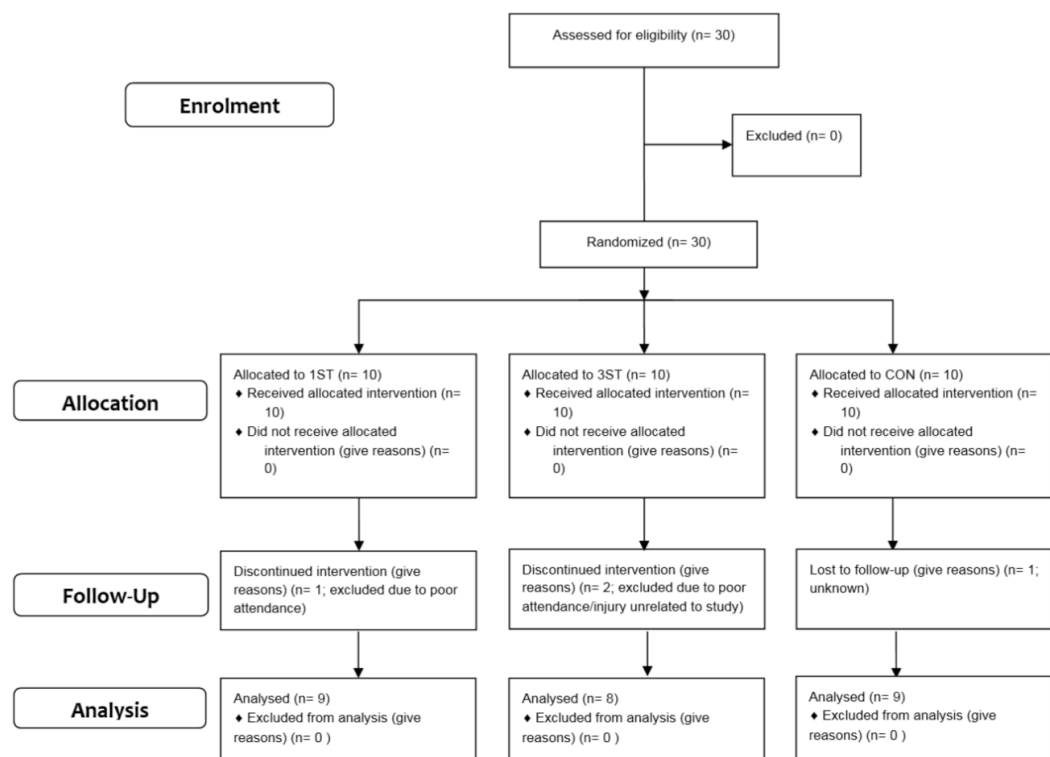 Assessed for eligibility (n= 30)
Enrolment
Excluded (n= 0)
Randomized (n= 30)
Allocation
Allocated to 1ST (n= 10)
♦ Received allocated intervention (n=
10)
♦ Did not receive allocated
intervention (give reasons) (n=
0)
Allocated to 3ST (n= 10)
♦ Received allocated intervention (n=
10)
♦ Did not receive allocated
intervention (give reasons) (n=
0)
Allocated to CON (n= 10)
♦ Received allocated intervention (n=
10)
♦ Did not receive allocated
intervention (give reasons) (n=
0)
Follow-Up
Discontinued intervention (give
reasons) (n= 1; excluded due to poor
attendance)
Discontinued intervention (give
reasons) (n= 2; excluded due to poor
attendance/injury unrelated to study)
Lost to follow-up (give reasons) (n= 1;
unknown)
Analysis
Analysed (n= 9)
♦ Excluded from analysis (give
reasons) (n= 0 )
Analysed (n= 8)
♦ Excluded from analysis (give
reasons) (n= 0 )
Analysed (n= 9)
♦ Excluded from analysis (give
reasons) (n= 0 )